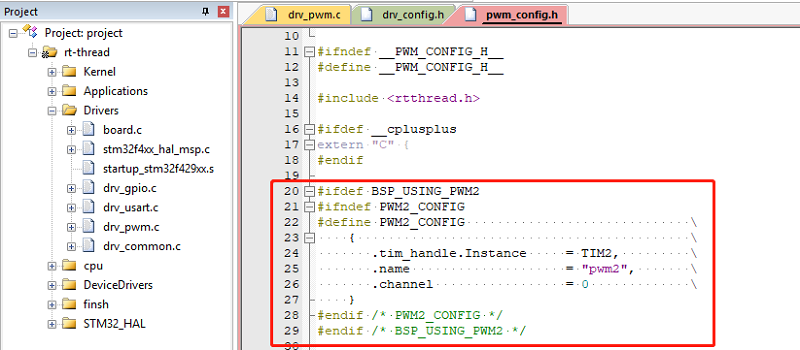 Project
Project: project
rt-thread
Kernel
Applications
Drivers
board.c
stm32f4xx_hal_msp.c
startup_stm32f429xx.s
drv_gpio.c
drv_usart.c
drv_pwm.c
drv_common.c
cpu
DeviceDrivers
finsh
STM32_HAL
drv_pwm.c drv_config.h pwm_config.h
10
11 #ifndef __PWM_CONFIG_H__
12 #define __PWM_CONFIG_H__
13
14 #include <rtthread.h>
15
16 #ifdef __cplusplus
17 extern "C" {
18 #endif
19
20 #ifdef BSP_USING_PWM2
21 #ifndef PWM2_CONFIG
22 #define PWM2_CONFIG \
23 { \
24 .tim_handle.Instance = TIM2, \
25 .name = "pwm2", \
26 .channel = 0 \
27 }
28 #endif /* PWM2_CONFIG */
29 #endif /* BSP_USING_PWM2 */